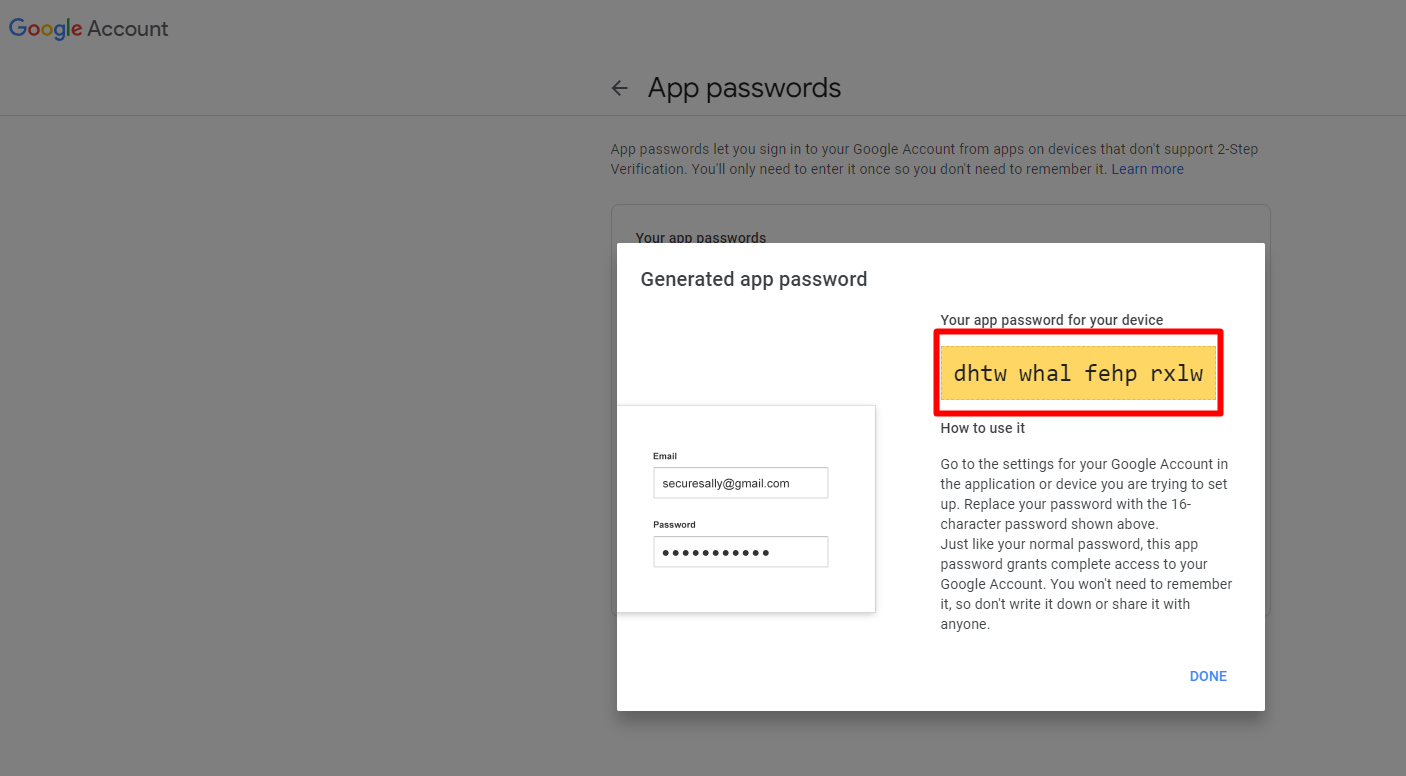 Google Account
App passwords
App passwords let you sign in to your Google Account from apps on devices that don't support 2-Step
Verification. You'll only need to enter it once so you don't need to remember it. Learn more
Your app passwords
Generated app password
Your app password for your device
dhtw whal fehp rxlw
How to use it
Go to the settings for your Google Account in
the application or device you are trying to set
up. Replace your password with the 16-
character password shown above.
Just like your normal password, this app
password grants complete access to your
Google Account. You won't need to remember
it, so don't write it down or share it with
anyone.
Email
securesally@gmail.com
Password
●●●●●●●●●●●
DONE